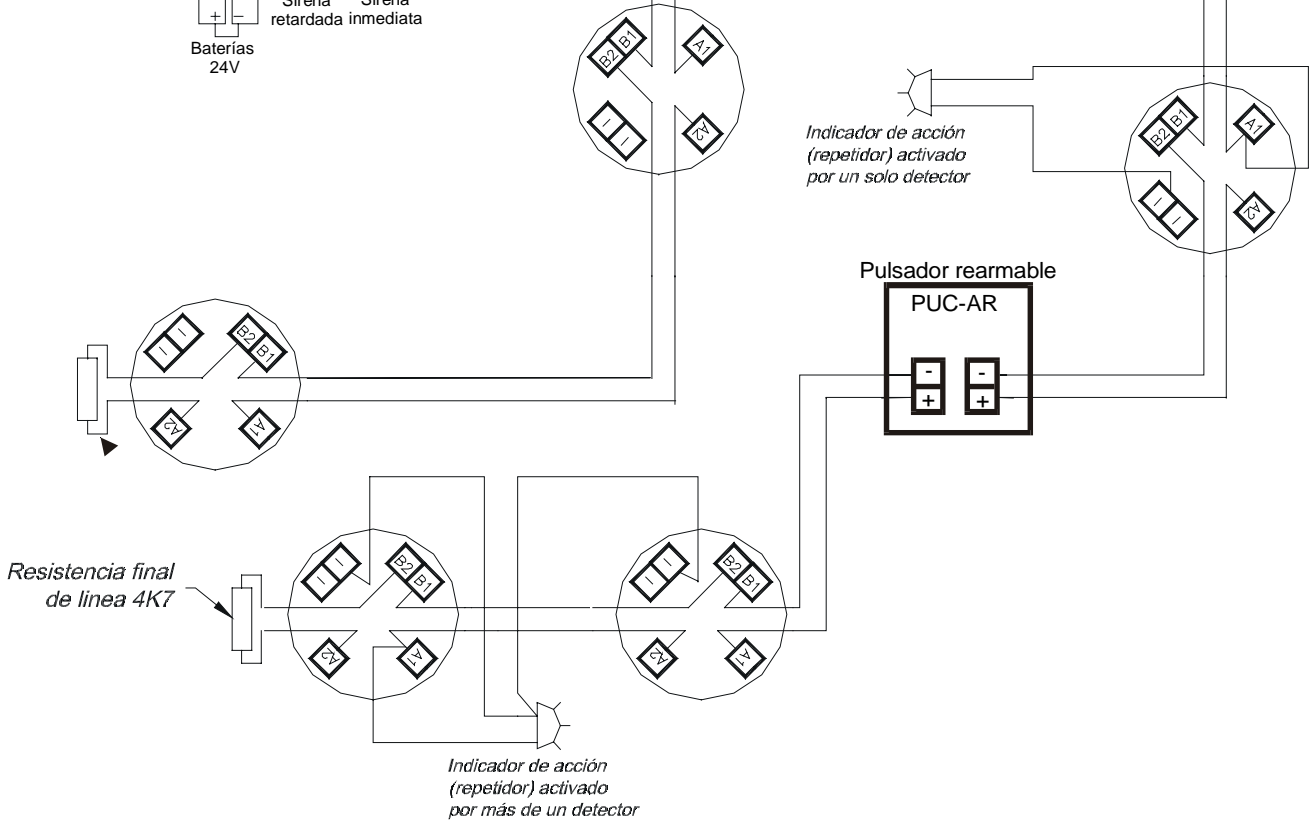 Sirena Sirena
+ − retardada inmediata
Baterías
24V
B2 B1 A1
I I A2
Indicador de acción
(repetidor) activado
por un solo detector
B2 B1 A1
I I A2
Pulsador rearmable
PUC-AR
- -
+ +
I I B2 B1
A2 A1
Resistencia final
de linea 4K7
I I B2 B1
A2 A1
I I B2 B1
A2 A1
Indicador de acción
(repetidor) activado
por más de un detector